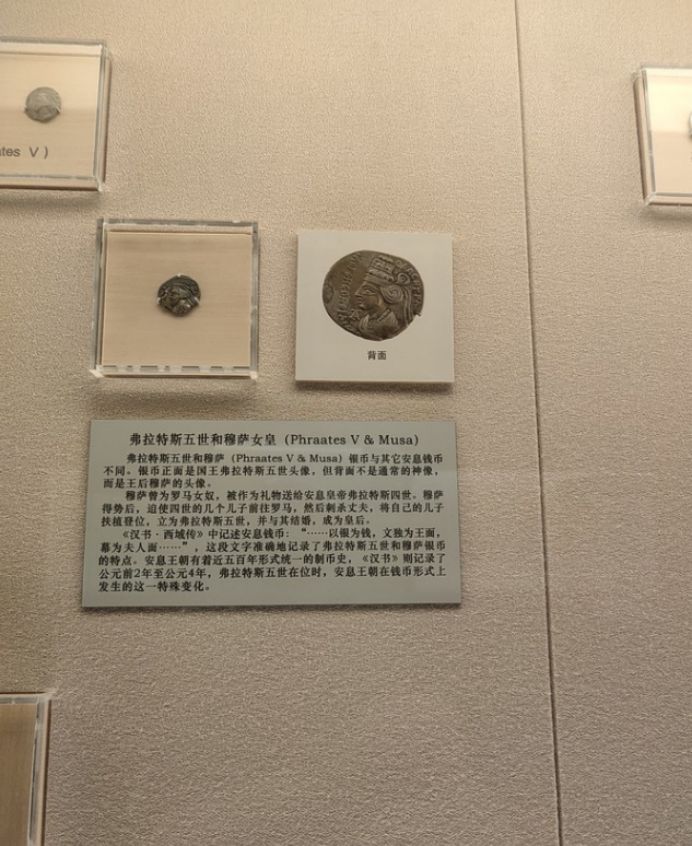 ates V)
背面
弗拉特斯五世和穆萨女皇（Phraates V & Musa）
弗拉特斯五世和穆萨（Phraates V & Musa）银币与其它安息钱币
不同。银币正面是国王弗拉特斯五世头像，但背面不是通常的神像，
而是王后穆萨的头像。
穆萨曾为罗马女奴，被作为礼物送给安息皇帝弗拉特斯四世。穆萨
得势后，迫使四世的几个儿子前往罗马，然后刺杀丈夫，将自己的儿子
扶植登位，立为弗拉特斯五世，并与其结婚，成为皇后。
《汉书·西域传》中记述安息钱币：“……以银为钱，文独为王面，
幕为夫人面……”，这段文字准确地记录了弗拉特斯五世和穆萨银币
的特点。安息王朝有着近五百年形式统一的制币史，《汉书》则记录了
公元前2年至公元4年，弗拉特斯五世在位时，安息王朝在钱币形式上
发生的这一特殊变化。